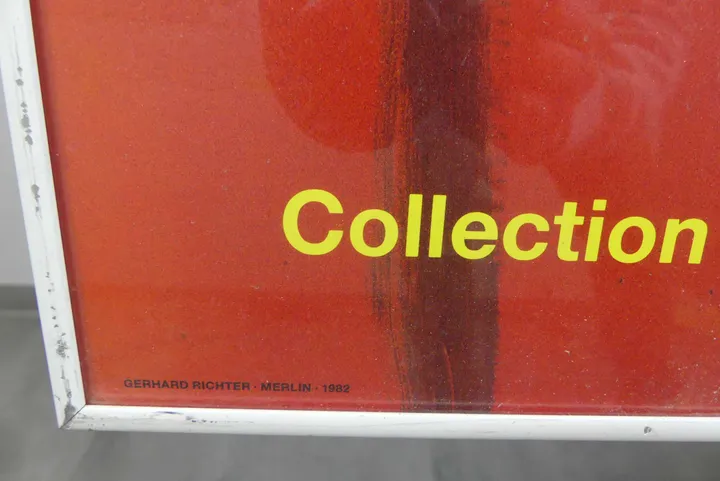 Collection
GERHARD RICHTER · MERLIN · 1982